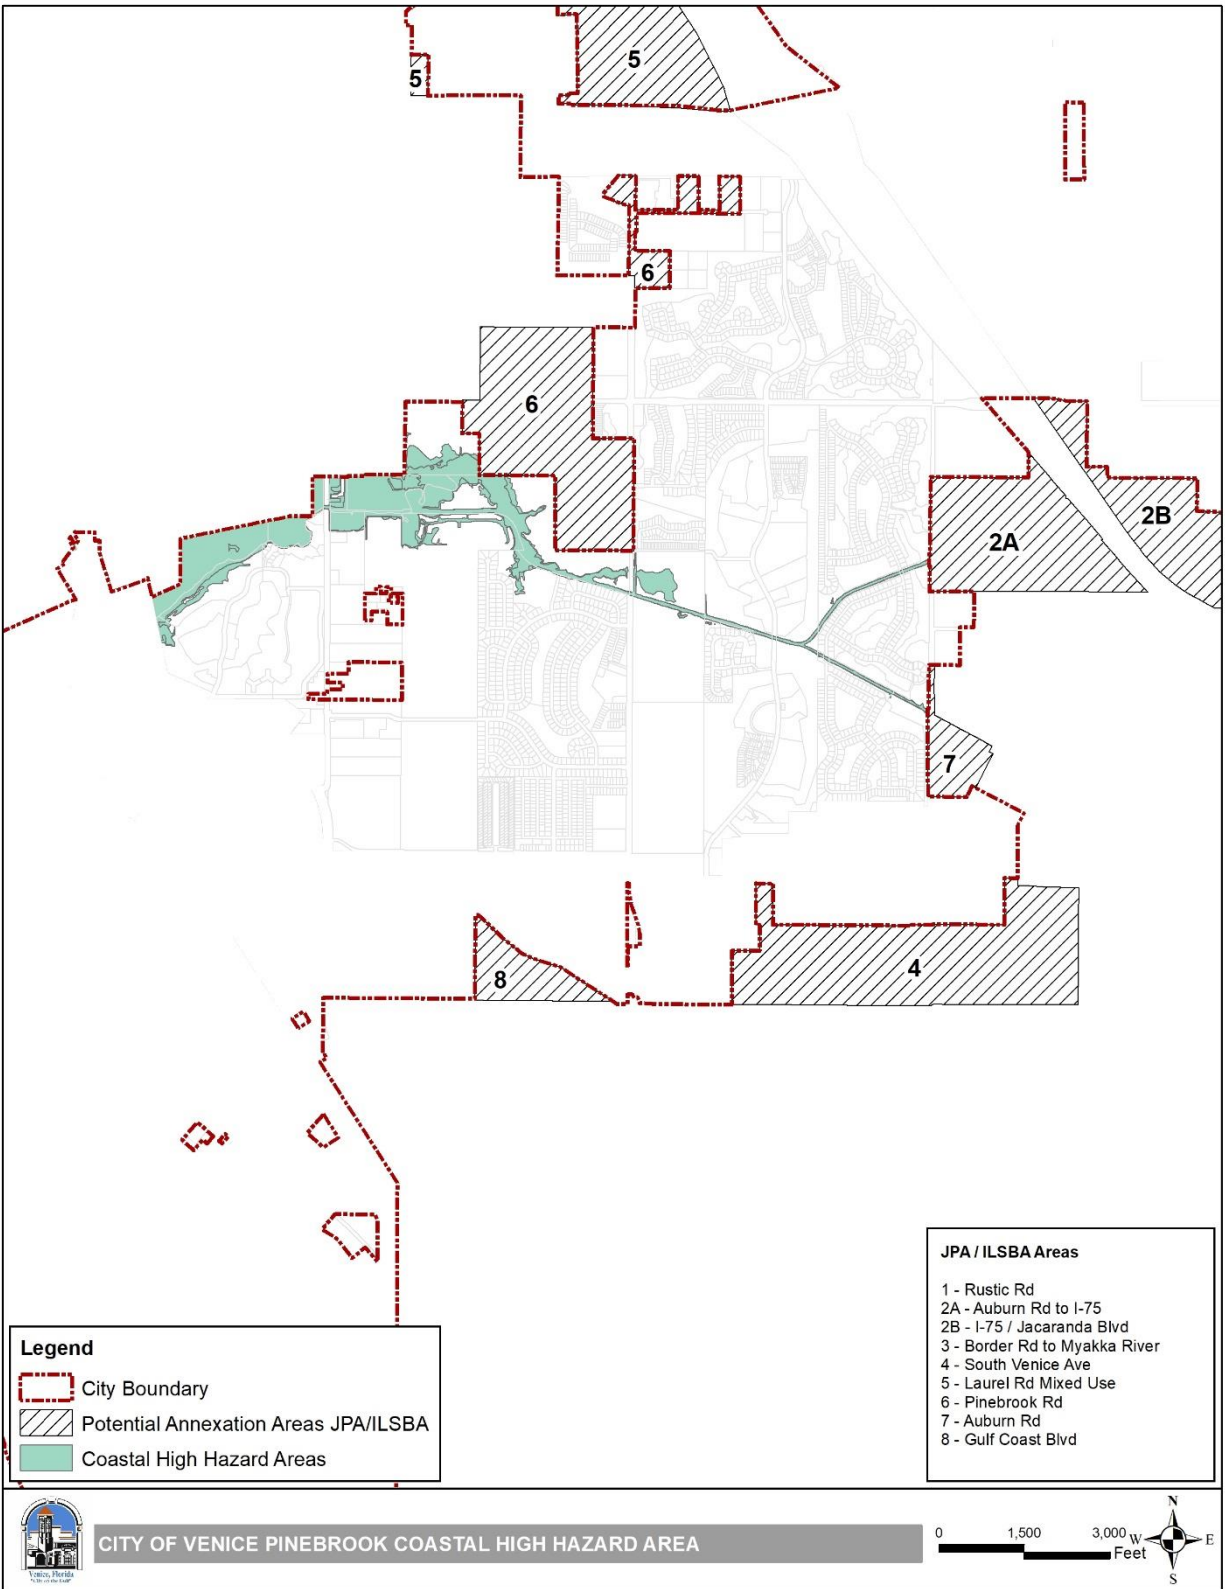 5
5
6
6
2B
2A
7
4
8
JPA / ILSBA Areas
1 - Rustic Rd
2A - Auburn Rd to I-75
2B - I-75 / Jacaranda Blvd
3 - Border Rd to Myakka River
4 - South Venice Ave
5 - Laurel Rd Mixed Use
6 - Pinebrook Rd
7 - Auburn Rd
8 - Gulf Coast Blvd
Legend
City Boundary
Potential Annexation Areas JPA/ILSBA
Coastal High Hazard Areas
Venice, Florida
"City on the Gulf"
CITY OF VENICE PINEBROOK COASTAL HIGH HAZARD AREA
0 1,500 3,000
Feet
N
W E
S